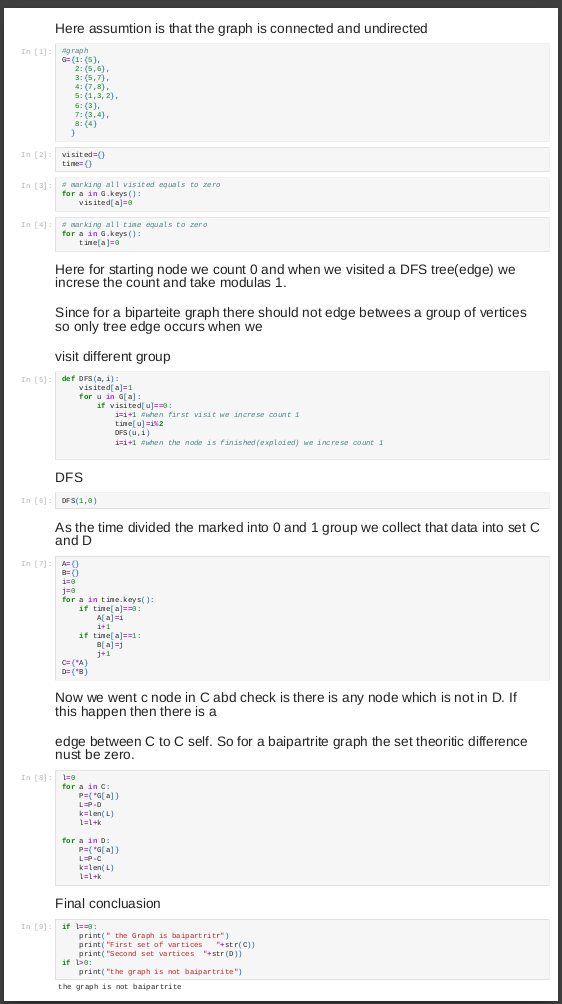 Here assumtion is that the graph is connected and undirected
In [1]:
#graph
G={1:{5},
2:{5,6},
3:{5,7},
4:{7,8},
5:{1,3,2},
6:{3},
7:{3,4},
8:{4}
}
In [2]:
visited={}
time={}
In [3]:
# marking all visited equals to zero
for a in G.keys():
visited[a]=0
In [4]:
# marking all time equals to zero
for a in G.keys():
time[a]=0
Here for starting node we count 0 and when we visited a DFS tree(edge) we
increse the count and take modulas 1.
Since for a biparteite graph there should not edge betwees a group of vertices
so only tree edge occurs when we
visit different group
In [5]:
def DFS(a,i):
visited[a]=1
for u in G[a]:
if visited[u]==0:
i=i+1 #when first visit we increse count 1
time[u]=i%2
DFS(u,i)
i=i+1 #when the node is finished(exploied) we increse count 1
DFS
In [6]:
DFS(1,0)
As the time divided the marked into 0 and 1 group we collect that data into set C
and D
In [7]:
A={}
B={}
i=0
j=0
for a in time.keys():
if time[a]==0:
A[a]=i
i+1
if time[a]==1:
B[a]=j
j+1
C={*A}
D={*B}
Now we went c node in C abd check is there is any node which is not in D. If
this happen then there is a
edge between C to C self. So for a baipartrite graph the set theoritic difference
nust be zero.
In [8]:
l=0
for a in C:
P={*G[a]}
L=P-D
k=len(L)
l=l+k
for a in D:
P={*G[a]}
L=P-C
k=len(L)
l=l+k
Final concluasion
In [9]:
if l==0:
print(" the Graph is baipartritr")
print("First set of vartices   "+str(C))
print("Second set vartices  "+str(D))
if l>0:
print("the graph is not baipartrite")
the graph is not baipartrite